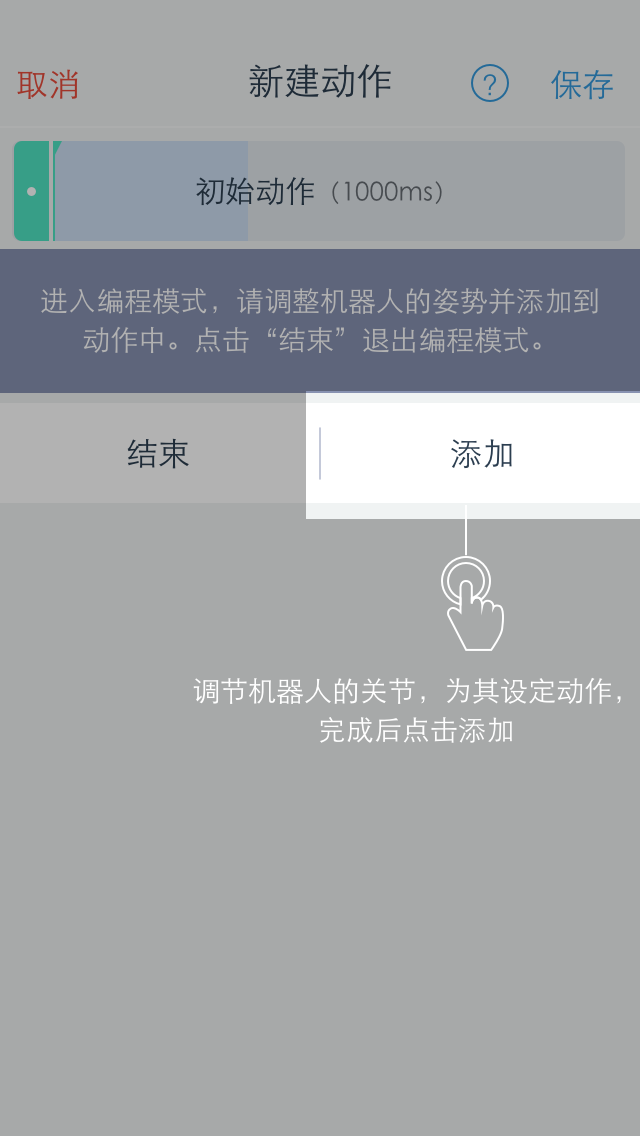 取消 新建动作 ? 保存
初始动作（1000ms）
进入编程模式，请调整机器人的姿势并添加到
动作中。点击“结束”退出编程模式。
结束 添加
调节机器人的关节，为其设定动作，
完成后点击添加